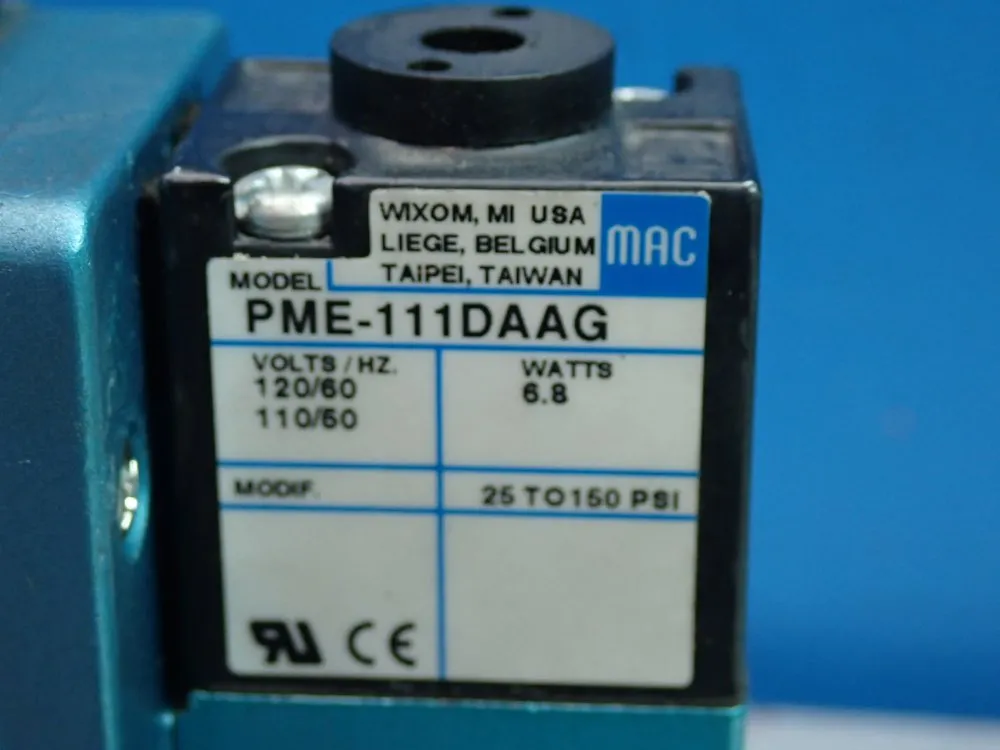 WIXOM, MI USA
LIEGE, BELGIUM
TAIPEI, TAIWAN
MAC
MODEL
PME-111DAAG
VOLTS/HZ.
120/60
110/50
WATTS
6.8
MODIF.
25 TO150 PSI
RU CE